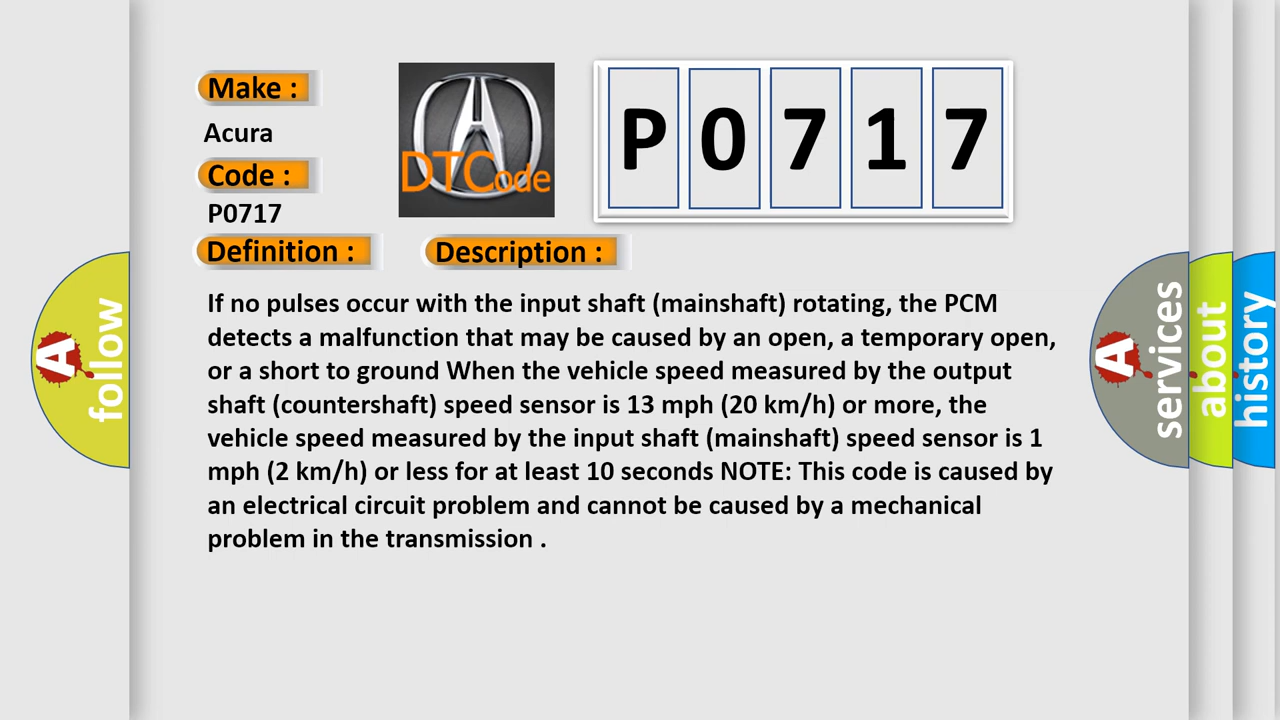 Make :
Acura
Code :
P0717
DTCode
P0717
Definition :
Description :
If no pulses occur with the input shaft (mainshaft) rotating, the PCM
detects a malfunction that may be caused by an open, a temporary open,
or a short to ground When the vehicle speed measured by the output
shaft (countershaft) speed sensor is 13 mph (20 km/h) or more, the
vehicle speed measured by the input shaft (mainshaft) speed sensor is 1
mph (2 km/h) or less for at least 10 seconds NOTE: This code is caused by
an electrical circuit problem and cannot be caused by a mechanical
problem in the transmission .
A follow
A services
about
history